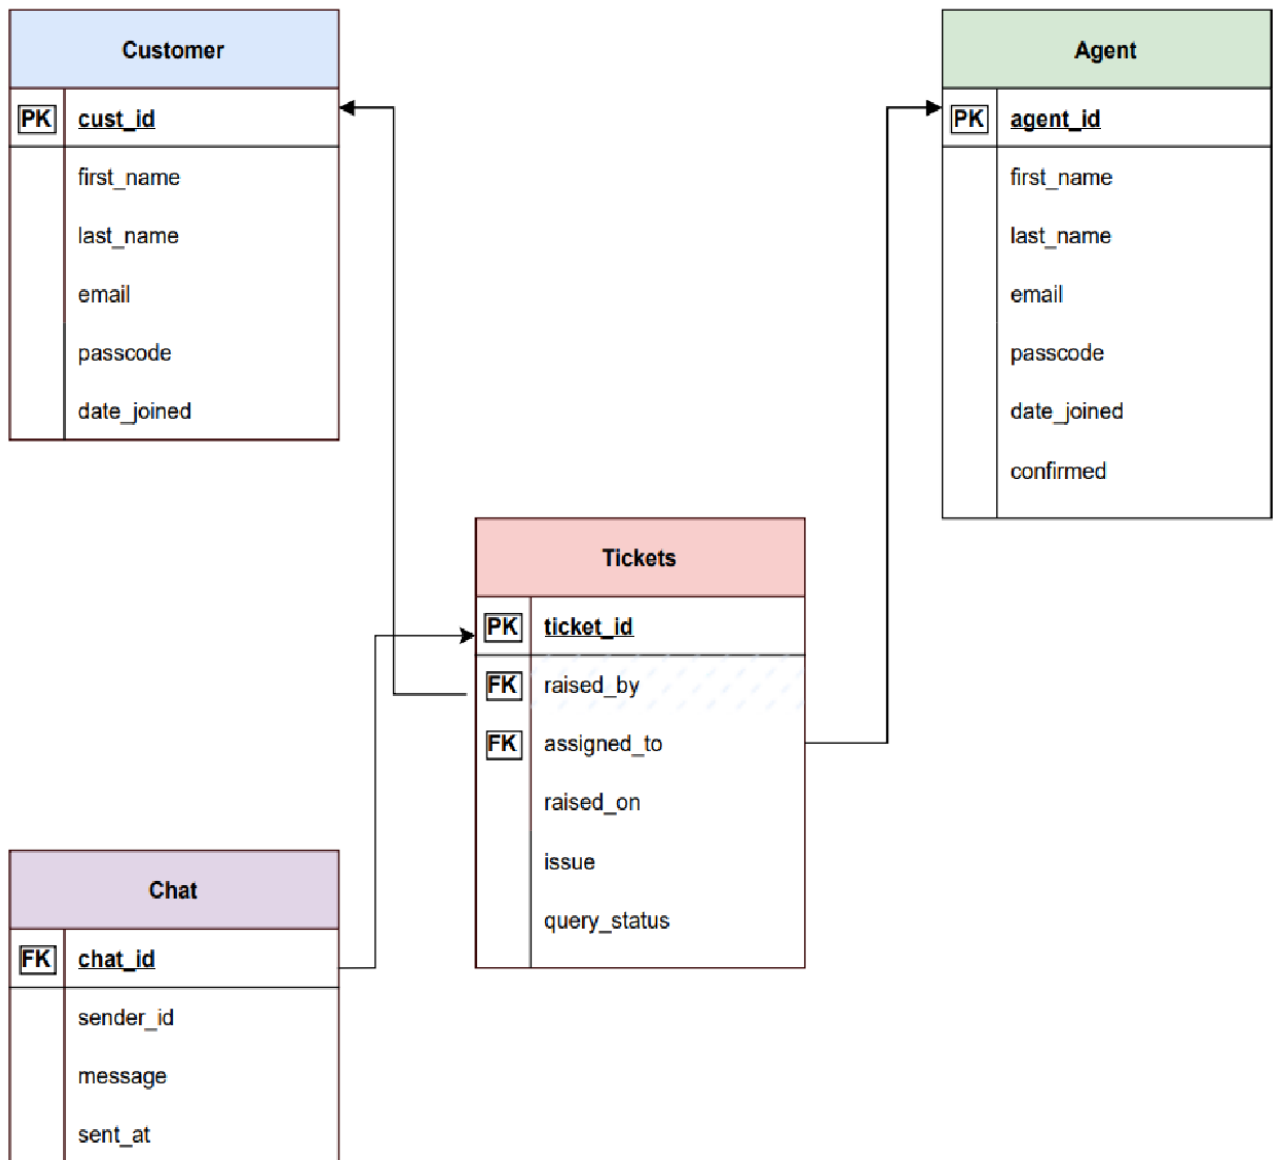 Customer
PK cust_id
first_name
last_name
email
passcode
date_joined
Agent
PK agent_id
first_name
last_name
email
passcode
date_joined
confirmed
Tickets
PK ticket_id
FK raised_by
FK assigned_to
raised_on
issue
query_status
Chat
FK chat_id
sender_id
message
sent_at